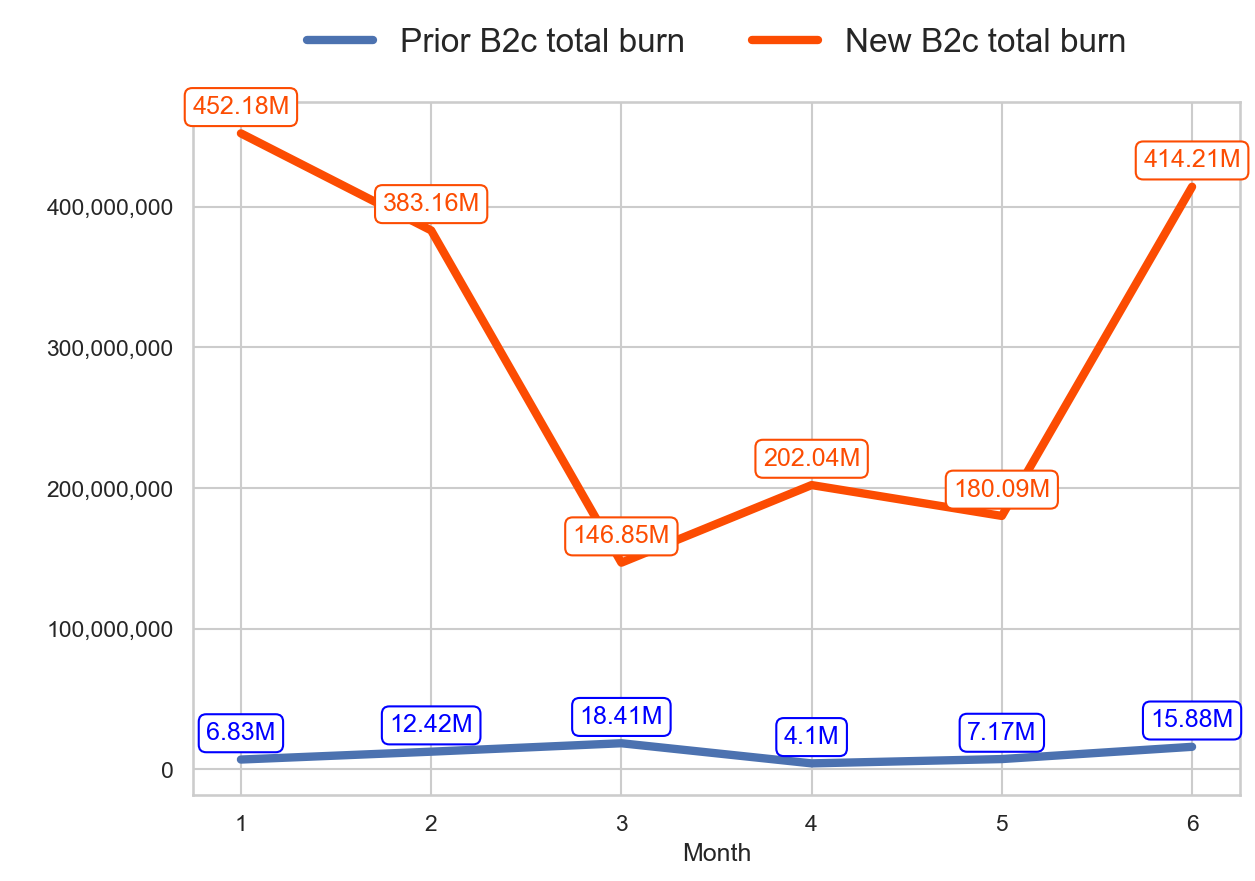 Prior B2c total burn New B2c total burn
452.18M
414.21M
383.16M
400,000,000
300,000,000
202.04M
180.09M
200,000,000
146.85M
100,000,000
18.41M
15.88M
12.42M
6.83M
4.1M
7.17M
0
1 2 3 4 5 6
Month